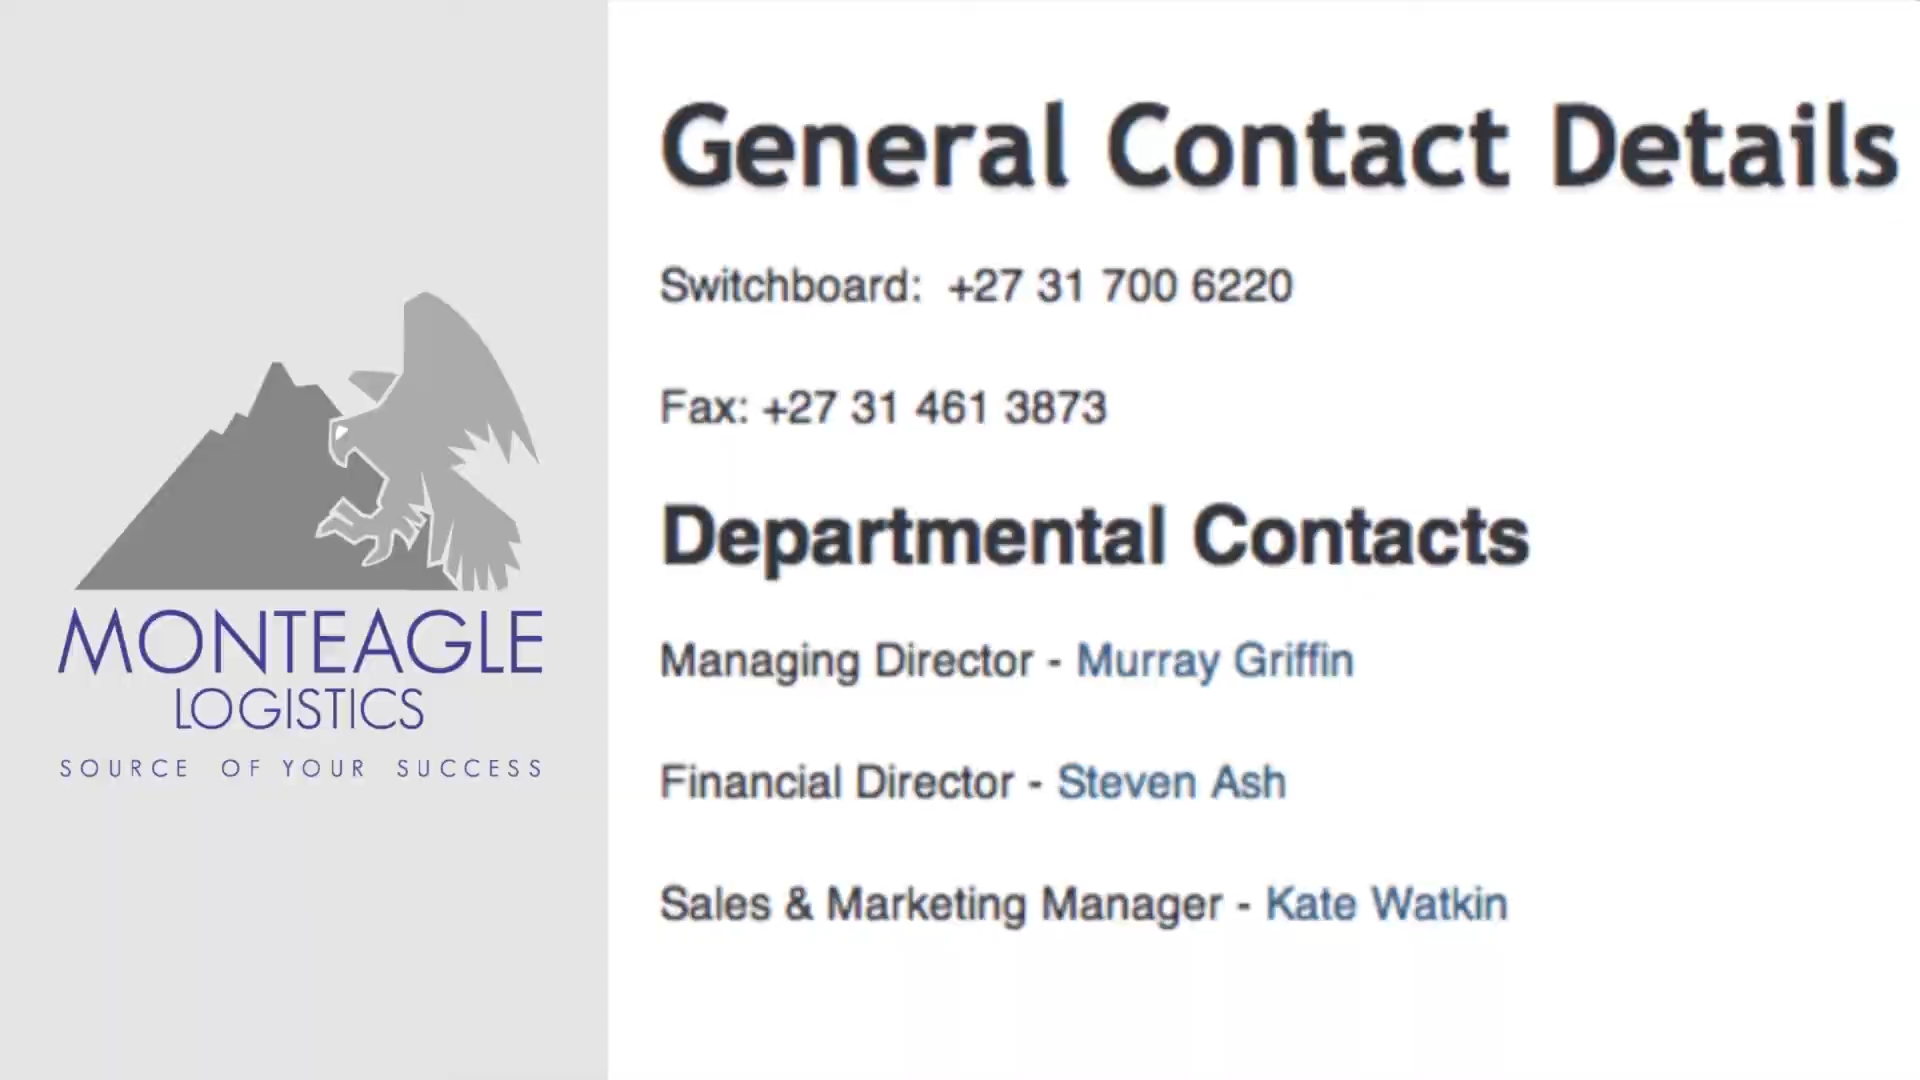 MONTEAGLE
LOGISTICS
SOURCE OF YOUR SUCCESS
General Contact Details
Switchboard: +27 31 700 6220
Fax: +27 31 461 3873
Departmental Contacts
Managing Director - Murray Griffin
Financial Director - Steven Ash
Sales & Marketing Manager - Kate Watkin